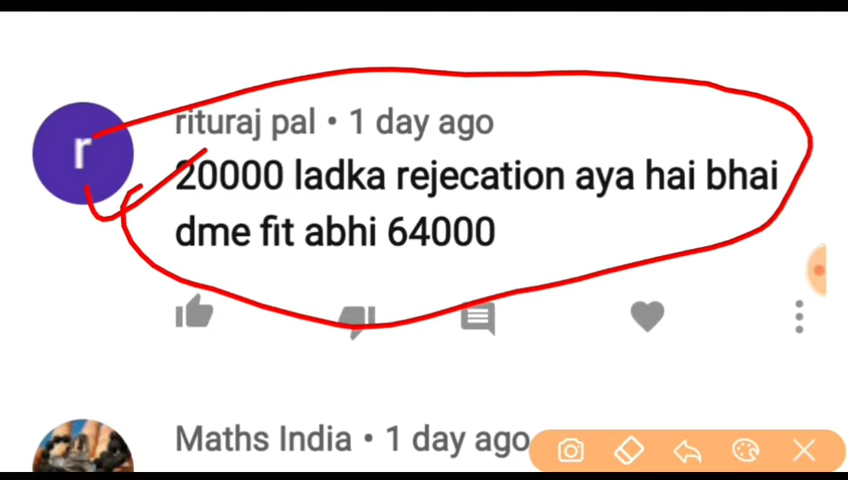 r
rituraj pal • 1 day ago
20000 ladka rejecation aya hai bhai
dme fit abhi 64000
Maths India • 1 day ago